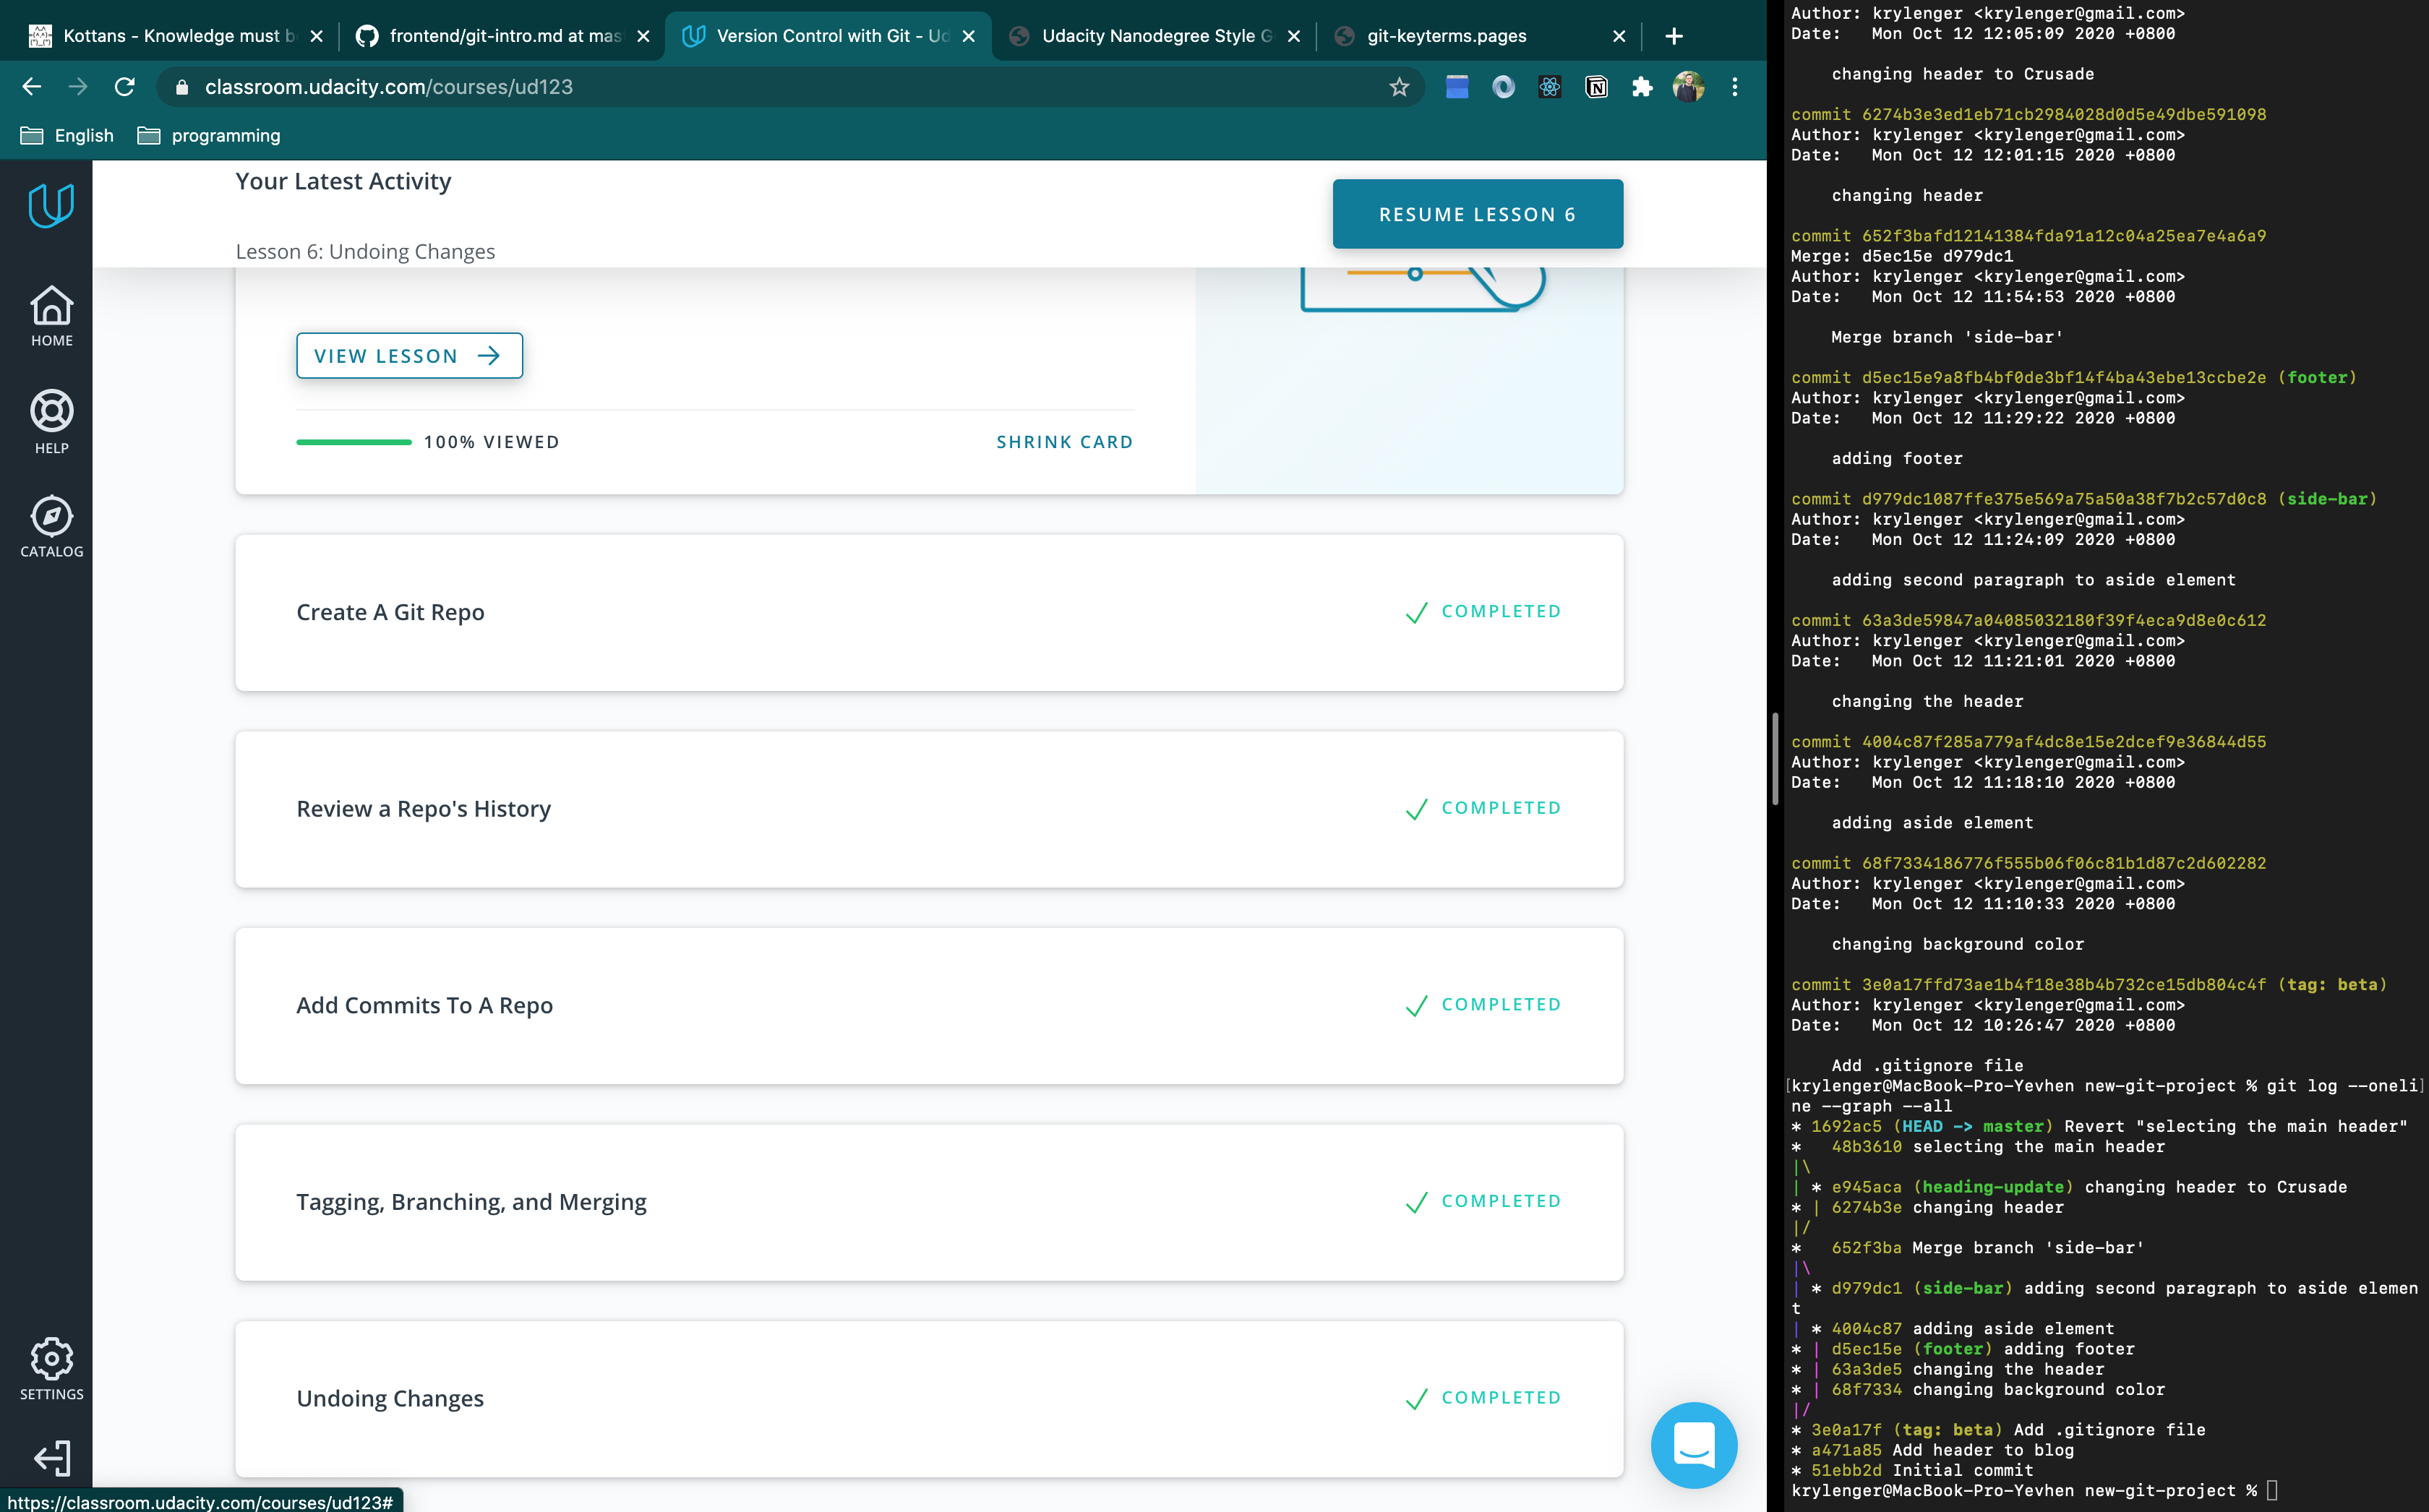 Kottans - Knowledge must b
frontend/git-intro.md at mas
Version Control with Git - Ud
Udacity Nanodegree Style G
git-keyterms.pages
classroom.udacity.com/courses/ud123
English
programming
Your Latest Activity
Lesson 6: Undoing Changes
RESUME LESSON 6
HOME
HELP
CATALOG
SETTINGS
VIEW LESSON
100% VIEWED
SHRINK CARD
Create A Git Repo
COMPLETED
Review a Repo's History
COMPLETED
Add Commits To A Repo
COMPLETED
Tagging, Branching, and Merging
COMPLETED
Undoing Changes
COMPLETED
https://classroom.udacity.com/courses/ud123#
Author: krylenger <krylenger@gmail.com>
Date:   Mon Oct 12 12:05:09 2020 +0800
changing header to Crusade
commit 6274b3e3ed1eb71cb2984028d0d5e49dbe591098
Author: krylenger <krylenger@gmail.com>
Date:   Mon Oct 12 12:01:15 2020 +0800
changing header
commit 652f3bafd12141384fda91a12c04a25ea7e4a6a9
Merge: d5ec15e d979dc1
Author: krylenger <krylenger@gmail.com>
Date:   Mon Oct 12 11:54:53 2020 +0800
Merge branch 'side-bar'
commit d5ec15e9a8fb4bf0de3bf14f4ba43ebe13ccbe2e (footer)
Author: krylenger <krylenger@gmail.com>
Date:   Mon Oct 12 11:29:22 2020 +0800
adding footer
commit d979dc1087ffe375e569a75a50a38f7b2c57d0c8 (side-bar)
Author: krylenger <krylenger@gmail.com>
Date:   Mon Oct 12 11:24:09 2020 +0800
adding second paragraph to aside element
commit 63a3de59847a04085032180f39f4eca9d8e0c612
Author: krylenger <krylenger@gmail.com>
Date:   Mon Oct 12 11:21:01 2020 +0800
changing the header
commit 4004c87f285a779af4dc8e15e2dcef9e36844d55
Author: krylenger <krylenger@gmail.com>
Date:   Mon Oct 12 11:18:10 2020 +0800
adding aside element
commit 68f7334186776f555b06f06c81b1d87c2d602282
Author: krylenger <krylenger@gmail.com>
Date:   Mon Oct 12 11:10:33 2020 +0800
changing background color
commit 3e0a17ffd73ae1b4f18e38b4b732ce15db804c4f (tag: beta)
Author: krylenger <krylenger@gmail.com>
Date:   Mon Oct 12 10:26:47 2020 +0800
Add .gitignore file
[krylenger@MacBook-Pro-Yevhen new-git-project % git log --oneli]
ne --graph --all
* 1692ac5 (HEAD -> master) Revert "selecting the main header"
*   48b3610 selecting the main header
|\
| * e945aca (heading-update) changing header to Crusade
* | 6274b3e changing header
|/
*   652f3ba Merge branch 'side-bar'
|\
| * d979dc1 (side-bar) adding second paragraph to aside elemen
t
| * 4004c87 adding aside element
* | d5ec15e (footer) adding footer
* | 63a3de5 changing the header
* | 68f7334 changing background color
|/
* 3e0a17f (tag: beta) Add .gitignore file
* a471a85 Add header to blog
* 51ebb2d Initial commit
krylenger@MacBook-Pro-Yevhen new-git-project %